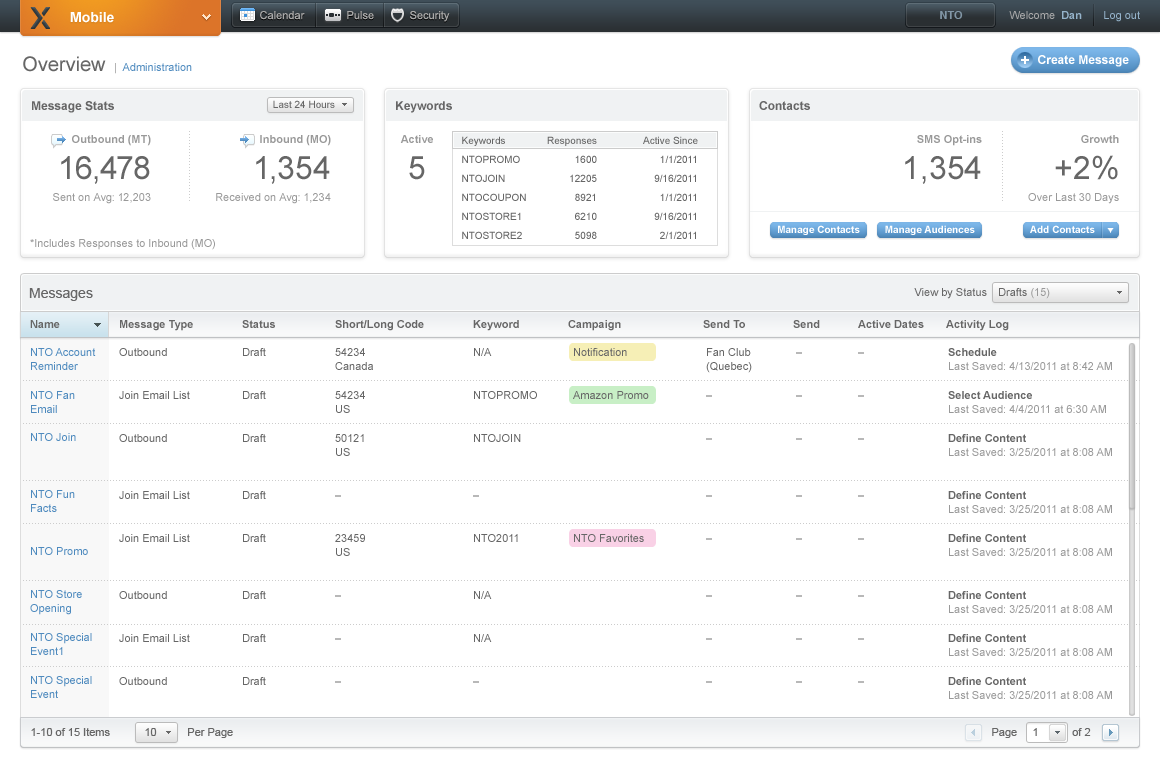 X Mobile Calendar Pulse Security NTO Welcome Dan Log out
Overview | Administration
Create Message
Message Stats Last 24 Hours
Outbound (MT) Inbound (MO)
16,478 1,354
Sent on Avg: 12,203 Received on Avg: 1,234
*Includes Responses to Inbound (MO)
Keywords
Active
5
Keywords Responses Active Since
NTOPROMO 1600 1/1/2011
NTOJOIN 12205 9/16/2011
NTOCOUPON 8921 1/1/2011
NTOSTORE1 6210 9/16/2011
NTOSTORE2 5098 2/1/2011
Contacts
SMS Opt-ins Growth
1,354 +2%
Over Last 30 Days
Manage Contacts Manage Audiences Add Contacts
Messages View by Status Drafts (15)
Name Message Type Status Short/Long Code Keyword Campaign Send To Send Active Dates Activity Log
NTO Account Outbound Draft 54234 N/A Notification Fan Club – – Schedule
Reminder Canada (Quebec) Last Saved: 4/13/2011 at 8:42 AM
NTO Fan Join Email List Draft 54234 NTOPROMO Amazon Promo – – – Select Audience
Email US Last Saved: 4/4/2011 at 6:30 AM
NTO Join Outbound Draft 50121 NTOJOIN – – – Define Content
US Last Saved: 3/25/2011 at 8:08 AM
NTO Fun Join Email List Draft – – – – – Define Content
Facts Last Saved: 3/25/2011 at 8:08 AM
Join Email List Draft 23459 NTO2011 NTO Favorites – – – Define Content
NTO Promo US Last Saved: 3/25/2011 at 8:08 AM
NTO Store Outbound Draft – N/A – – – Define Content
Opening Last Saved: 3/25/2011 at 8:08 AM
NTO Special Join Email List Draft – N/A – – – Define Content
Event1 Last Saved: 3/25/2011 at 8:08 AM
NTO Special Outbound Draft – – – – – Define Content
Event Last Saved: 3/25/2011 at 8:08 AM
1-10 of 15 Items 10 Per Page Page 1 of 2